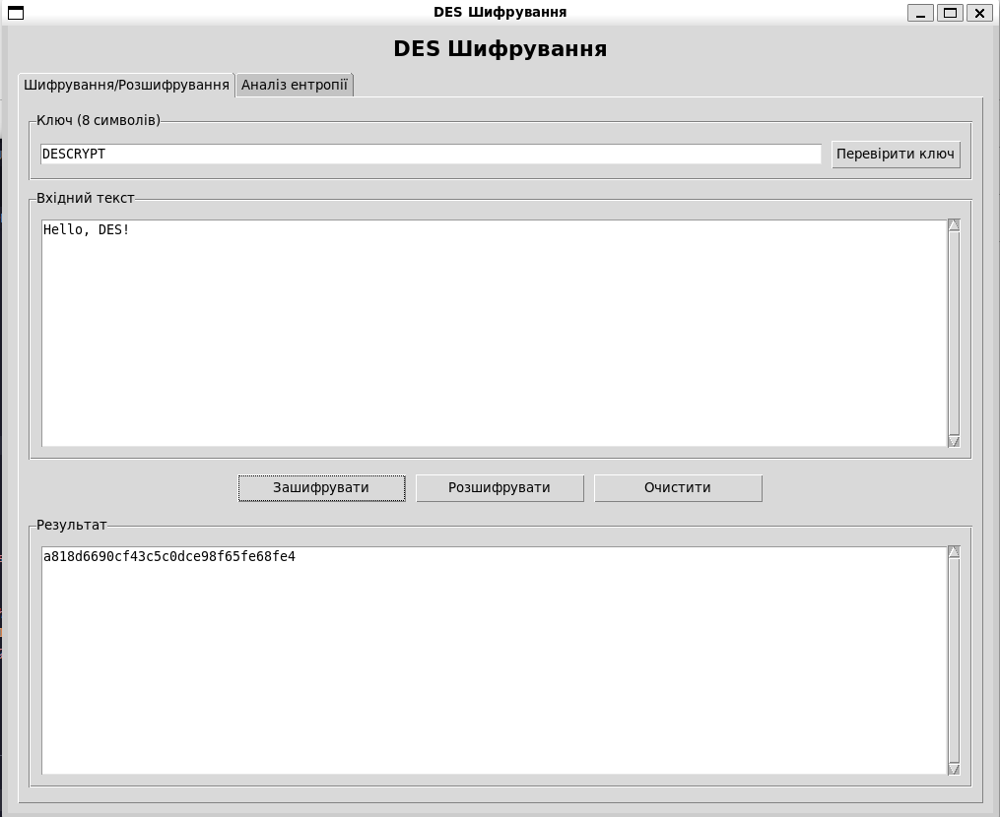 DES Шифрування
DES Шифрування
Шифрування/Розшифрування Аналіз ентропії
Ключ (8 символів)
DESCRYPT Перевірити ключ
Вхідний текст
Hello, DES!
Зашифрувати Розшифрувати Очистити
Результат
a818d6690cf43c5c0dce98f65fe68fe4